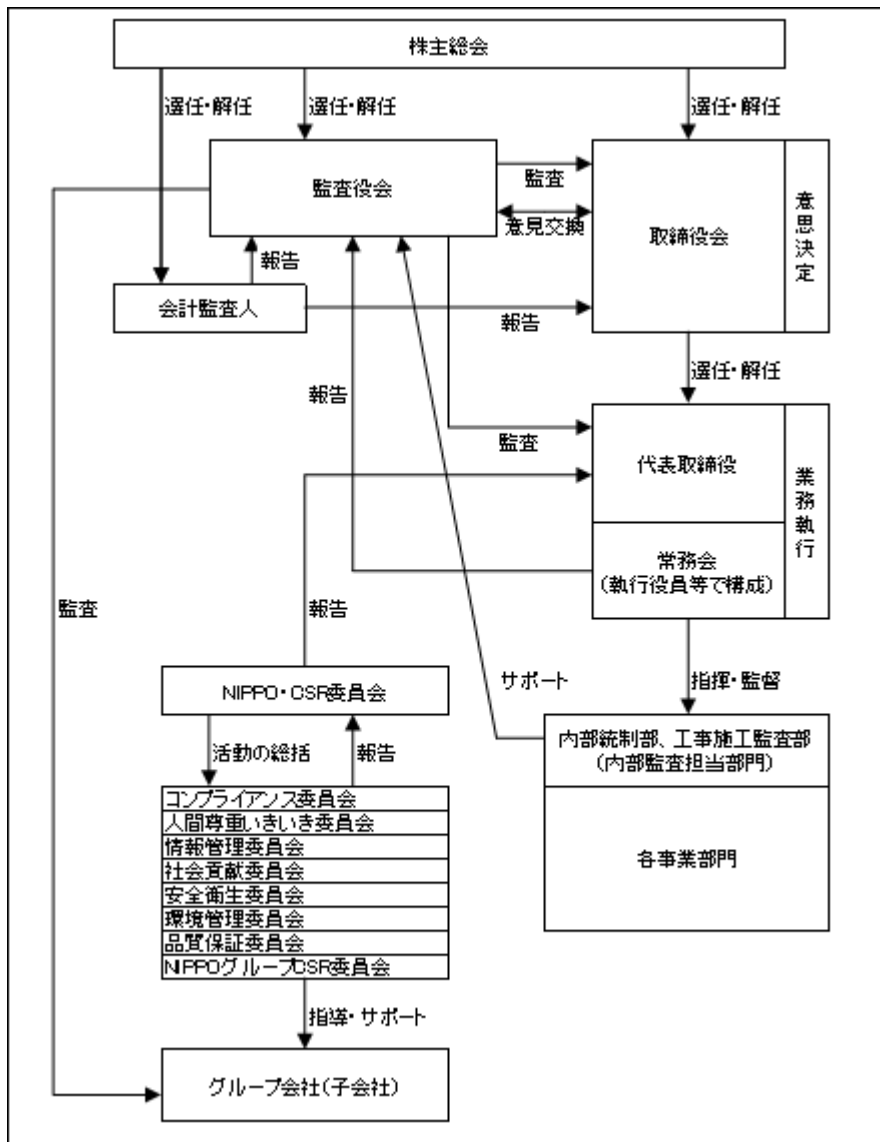 株主総会
選任・解任
選任・解任
選任・解任
監査役会
監査
意見交換
取締役会
意思決定
報告
会計監査人
報告
選任・解任
報告
監査
代表取締役
業務執行
常務会
(執行役員等で構成)
監査
報告
NIPPO・CSR委員会
サポート
指揮・監督
活動の総括
報告
内部統制部、工事施工監査部
(内部監査担当部門)
コンプライアンス委員会
人間尊重いきいき委員会
情報管理委員会
社会貢献委員会
安全衛生委員会
環境管理委員会
品質保証委員会
NIPPOグループCSR委員会
各事業部門
指導・サポート
グループ会社(子会社)